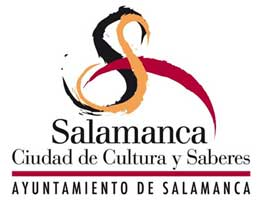 Salamanca
Ciudad de Cultura y Saberes
AYUNTAMIENTO DE SALAMANCA